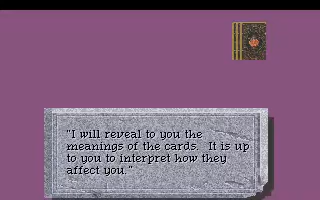 "I will reveal to you the
meanings of the cards.  It is up
to you to interpret how they
affect you."